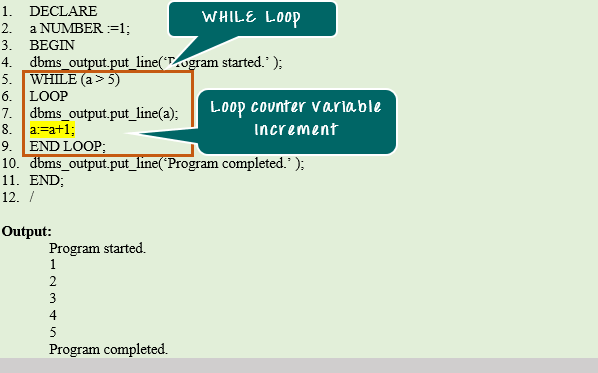 1. DECLARE
2. a NUMBER :=1;
3. BEGIN
4. dbms_output.put_line(‘Program started.’ );
5. WHILE (a > 5)
6. LOOP
7. dbms_output.put_line(a);
8. a:=a+1;
9. END LOOP;
10. dbms_output.put_line(‘Program completed.’ );
11. END;
12. /
WHILE Loop
Loop counter variable
increment
Output:
Program started.
1
2
3
4
5
Program completed.